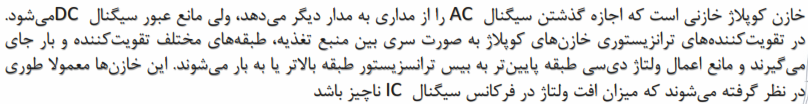 خازن کوپلاژ خازنی است که اجازه گذشتن سیگنال AC را از مداری به مدار دیگر می‌دهد، ولی مانع عبور سیگنال DCمی‌شود.
در تقویت‌کننده‌های ترانزیستوری خازن‌های کوپلاژ به صورت سری بین منبع تغذیه، طبقه‌های مختلف تقویت‌کننده و بار جای
می‌گیرند و مانع اعمال ولتاژ دی‌سی طبقه پایین‌تر به بیس ترانسزیستور طبقه بالاتر یا به بار می‌شوند. این خازن‌ها معمولا طوری
در نظر گرفته می‌شوند که میزان افت ولتاژ در فرکانس سیگنال IC ناچیز باشد